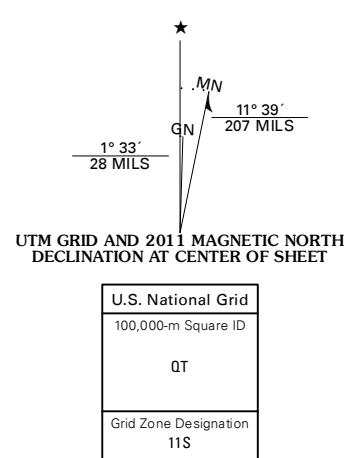 ★
MN
11° 39´
207 MILS
GN
1° 33´
28 MILS
UTM GRID AND 2011 MAGNETIC NORTH
DECLINATION AT CENTER OF SHEET
U.S. National Grid
100,000-m Square ID
QT
Grid Zone Designation
11S